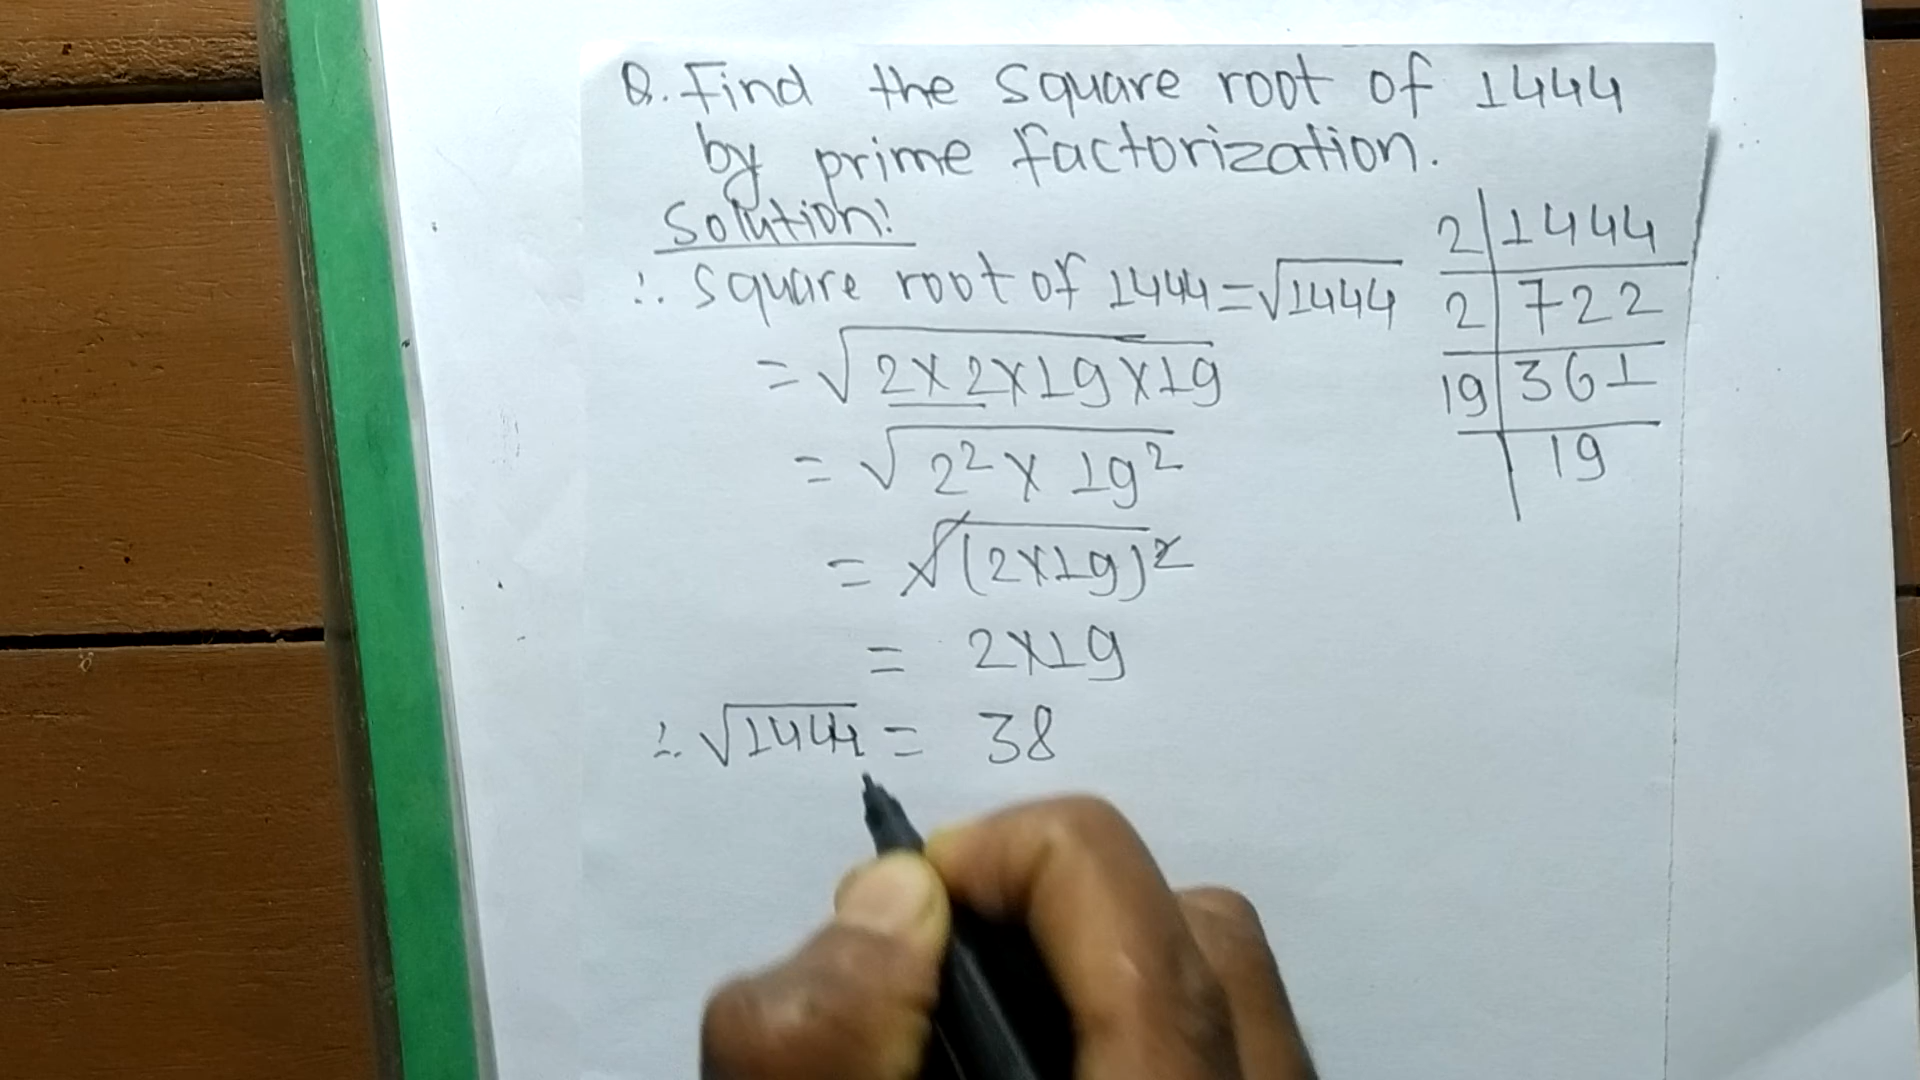 Q. Find the square root of 1444
by prime factorization.
Solution:
∴ square root of 1444 = √1444
= √2×2×19×19
= √2²×19²
= √(2×19)²
= 2×19
∴ √1444 = 38
2 | 1444
2 | 722
19 | 361
| 19